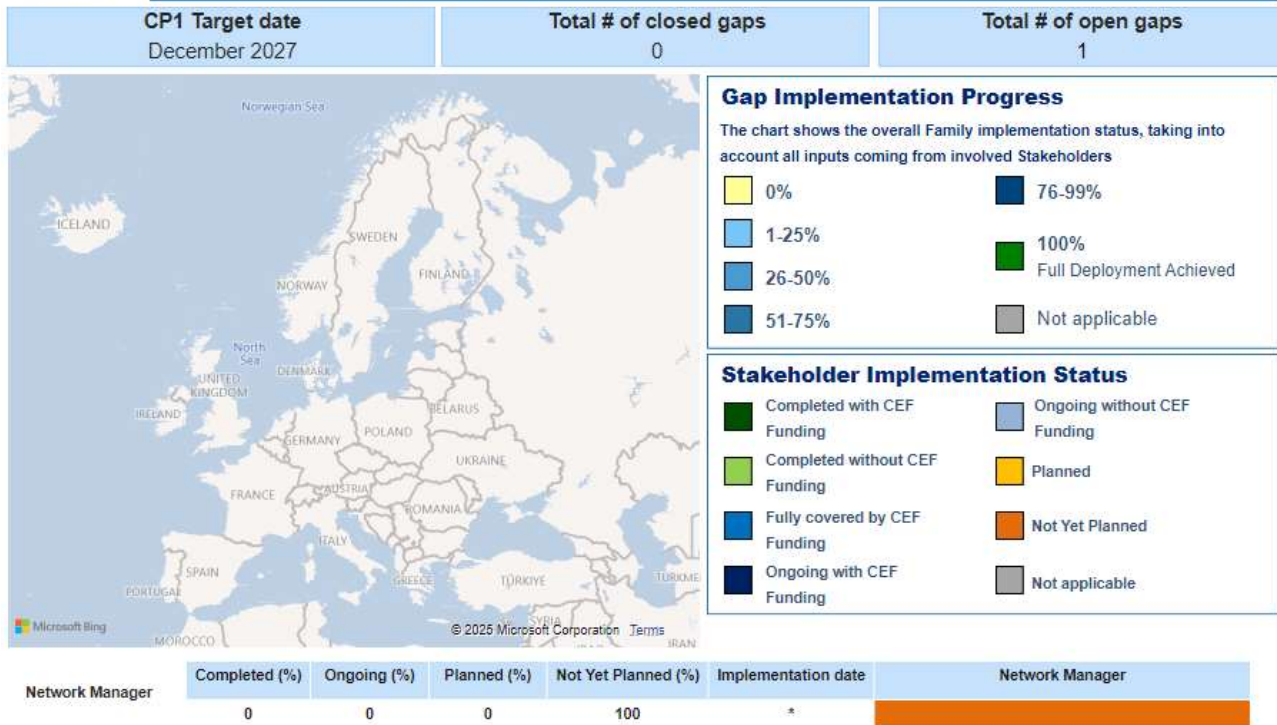 CP1 Target date
December 2027
Total # of closed gaps
0
Total # of open gaps
1
Norwegian Sea
ICELAND
SWEDEN
FINLAND
NORWAY
North
Sea
DENMARK
UNITED
KINGDOM
IRELAND
BELARUS
POLAND
GERMANY
UKRAINE
FRANCE
AUSTRIA
ROMANIA
ITALY
SPAIN
PORTUGAL
GREECE
TÜRKIYE
TURKME
SYRIA
IRAN
MOROCCO
Microsoft Bing
© 2025 Microsoft Corporation Terms
Gap Implementation Progress
The chart shows the overall Family implementation status, taking into
account all inputs coming from involved Stakeholders
0%
1-25%
26-50%
51-75%
76-99%
100%
Full Deployment Achieved
Not applicable
Stakeholder Implementation Status
Completed with CEF
Funding
Completed without CEF
Funding
Fully covered by CEF
Funding
Ongoing with CEF
Funding
Ongoing without CEF
Funding
Planned
Not Yet Planned
Not applicable
Completed (%) Ongoing (%) Planned (%) Not Yet Planned (%) Implementation date Network Manager
Network Manager
0 0 0 100 *